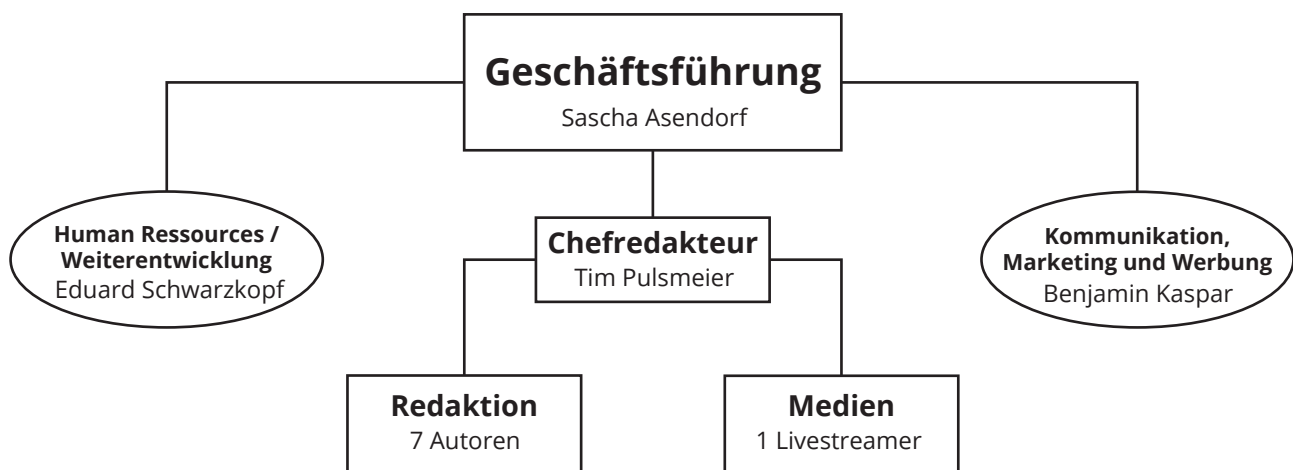 Geschäftsführung
Sascha Asendorf
Human Ressources /
Weiterentwicklung
Eduard Schwarzkopf
Chefredakteur
Tim Pulsmeier
Kommunikation,
Marketing und Werbung
Benjamin Kaspar
Redaktion
7 Autoren
Medien
1 Livestreamer